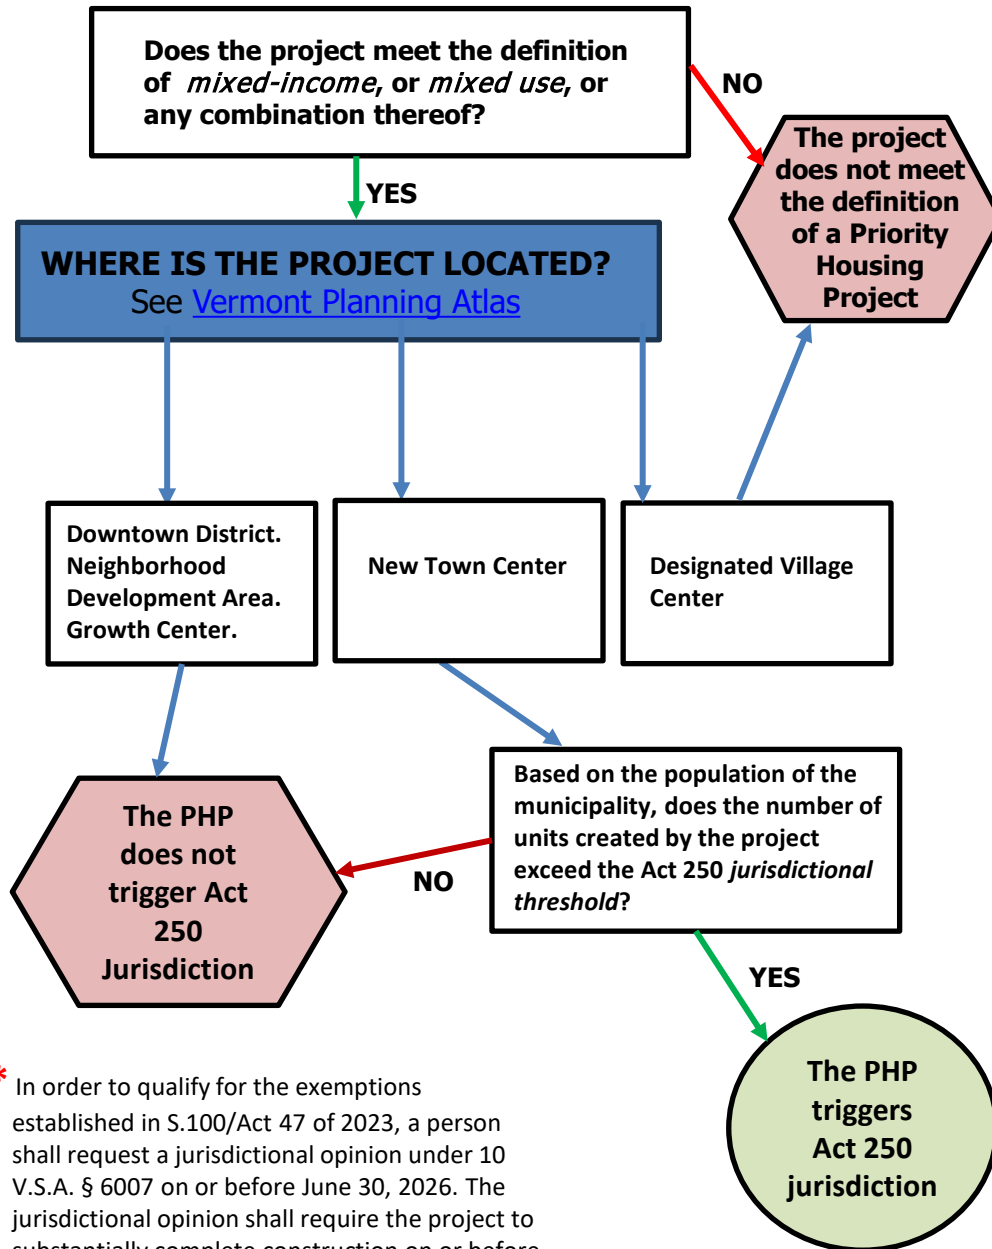 Does the project meet the definition
of mixed-income, or mixed use, or
any combination thereof?
NO
The project
does not meet
the definition
of a Priority
Housing
Project
YES
WHERE IS THE PROJECT LOCATED?
See Vermont Planning Atlas
Downtown District.
Neighborhood
Development Area.
Growth Center.
New Town Center
Designated Village
Center
Based on the population of the
municipality, does the number of
units created by the project
exceed the Act 250 jurisdictional
threshold?
The PHP
does not
trigger Act
250
Jurisdiction
NO
YES
The PHP
triggers
Act 250
jurisdiction
* In order to qualify for the exemptions
established in S.100/Act 47 of 2023, a person
shall request a jurisdictional opinion under 10
V.S.A. § 6007 on or before June 30, 2026. The
jurisdictional opinion shall require the project to
substantially complete construction on or before